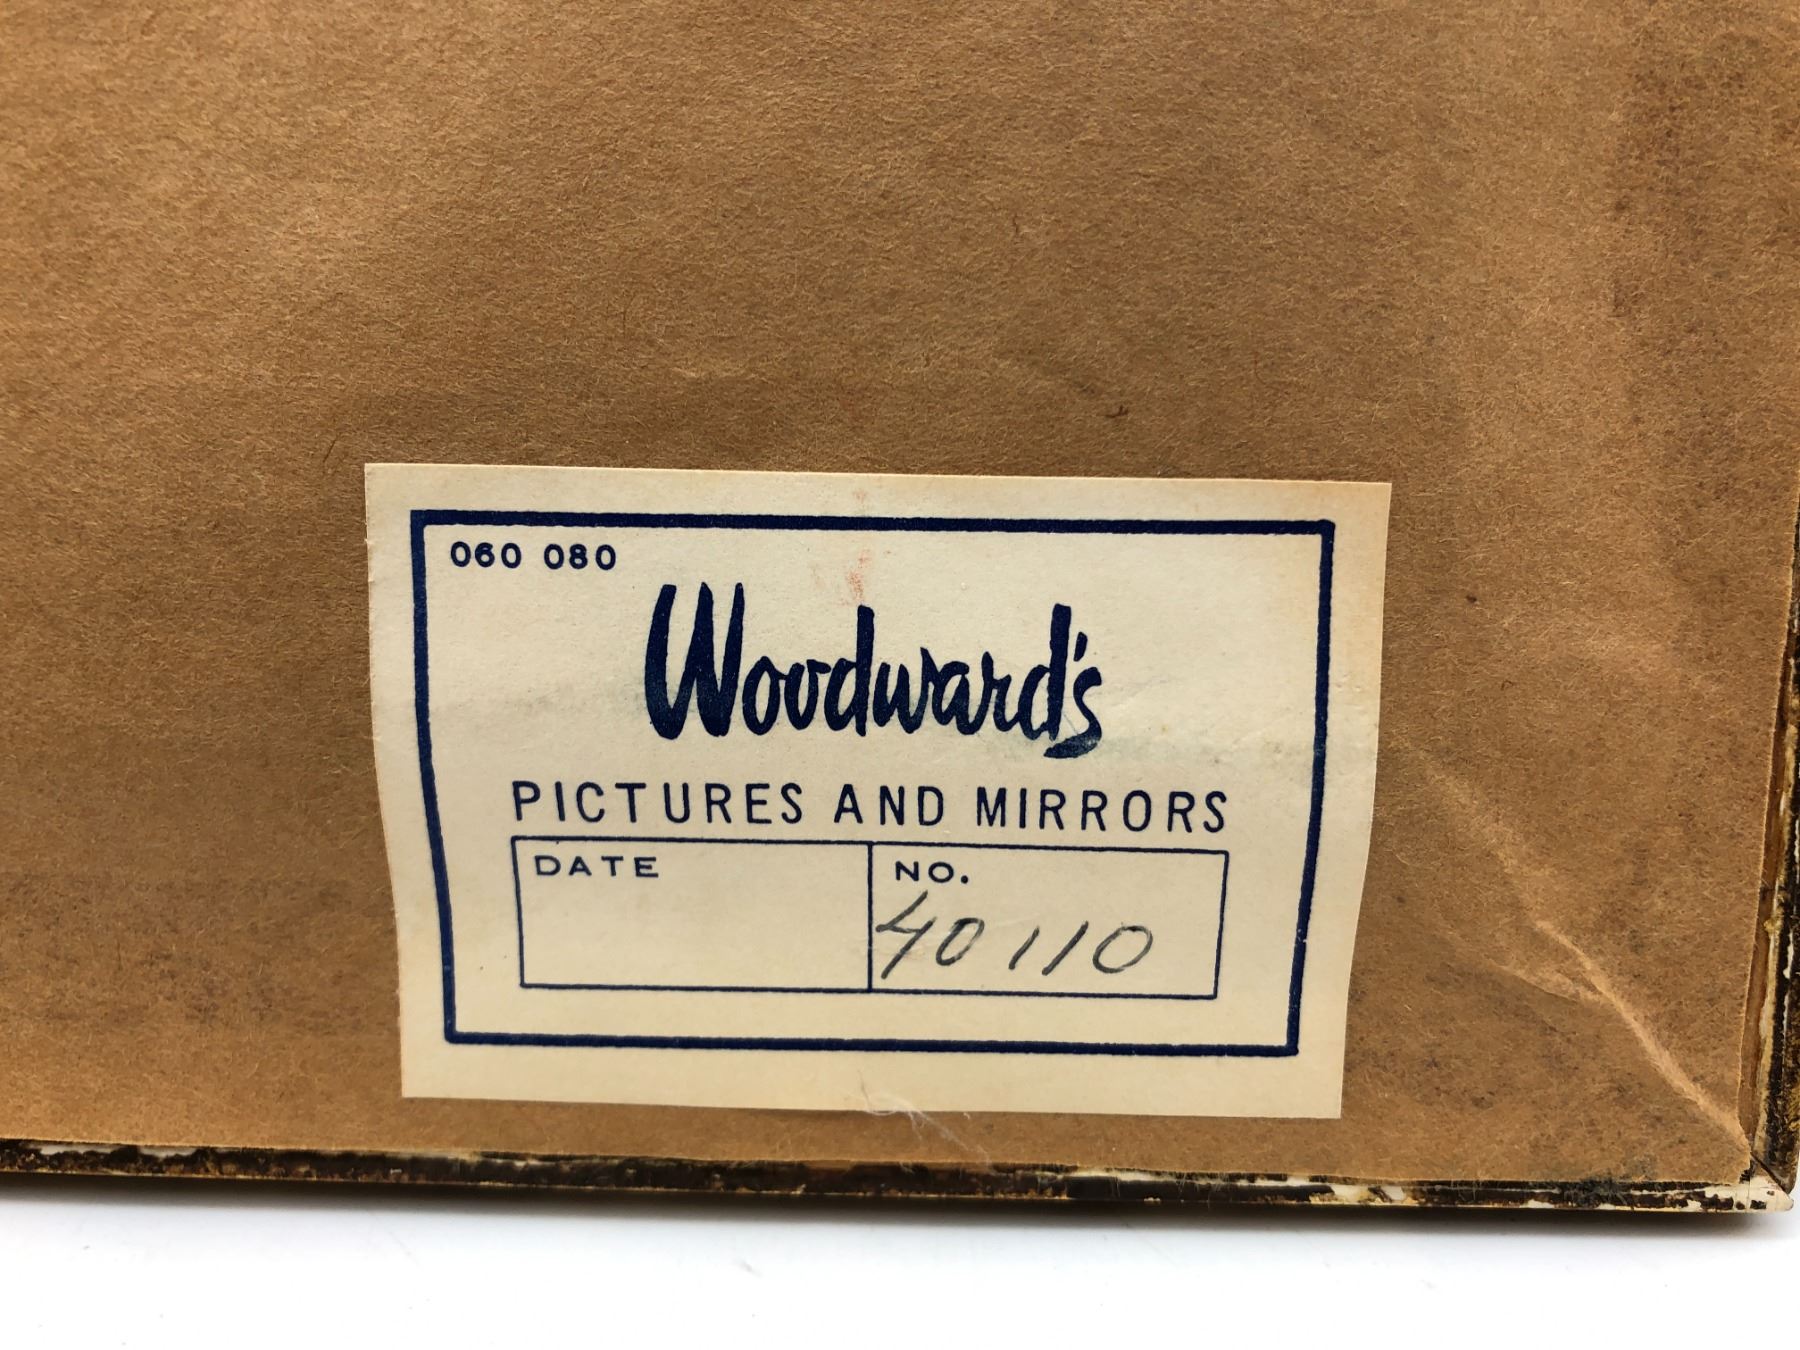 060 080
Woodward's
PICTURES AND MIRRORS
DATE NO.
40110